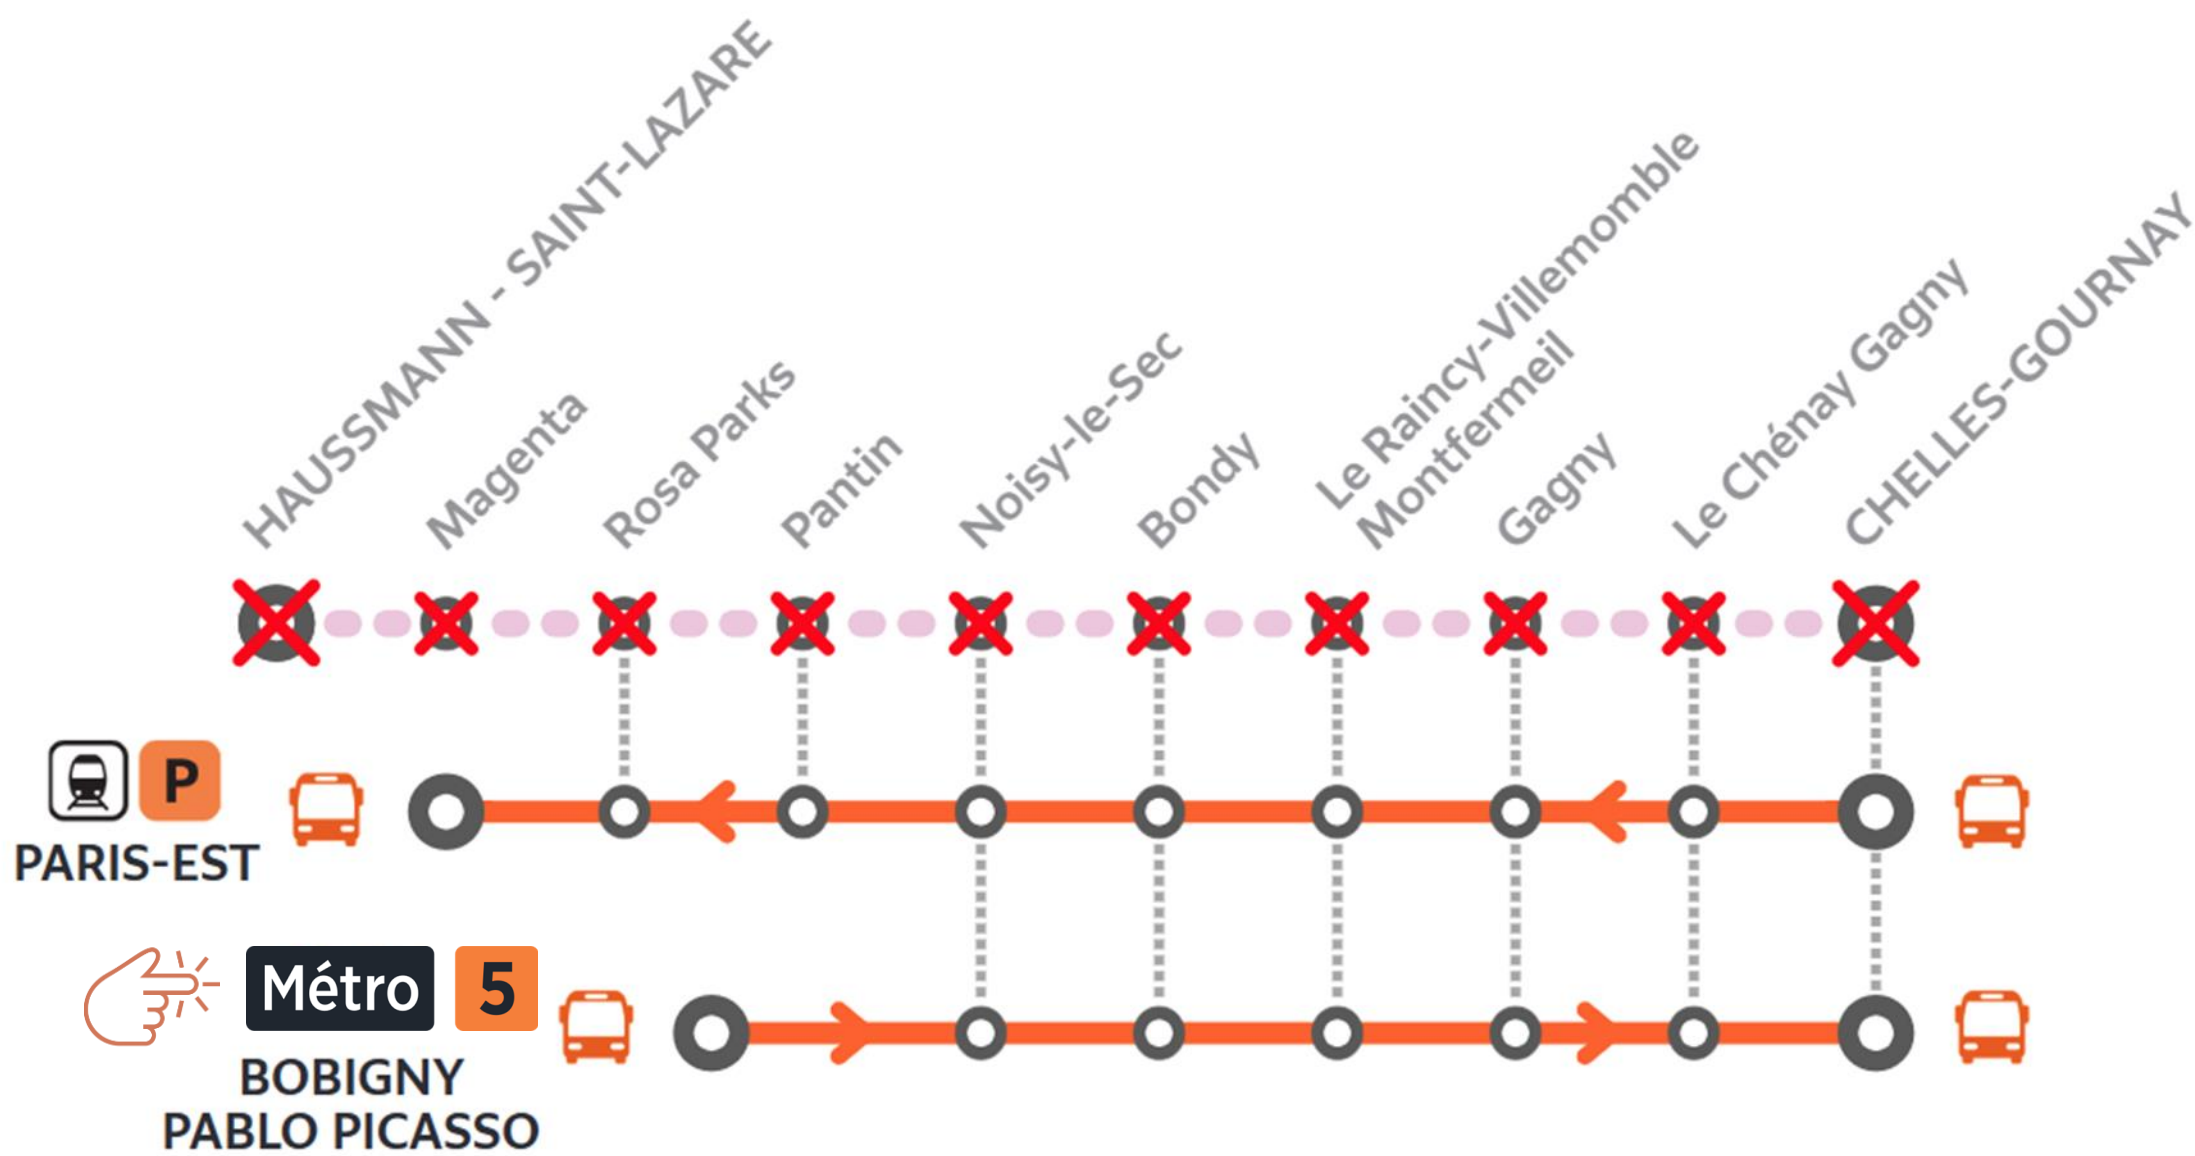 HAUSSMANN - SAINT-LAZARE
Magenta
Rosa Parks
Pantin
Noisy-le-Sec
Bondy
Le Raincy-Villemomble
Montfermeil
Gagny
Le Chénay Gagny
CHELLES-GOURNAY
P
PARIS-EST
Métro 5
BOBIGNY
PABLO PICASSO